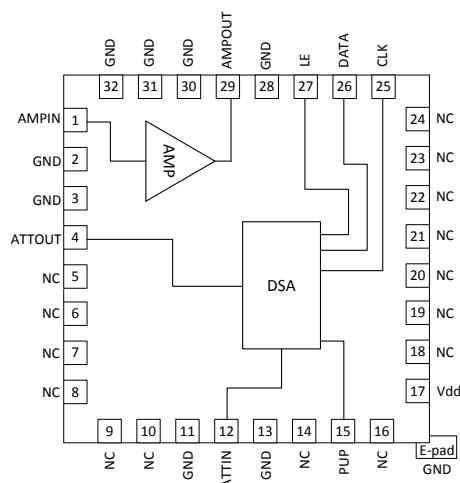 GND GND GND AMPOUT GND LE DATA CLK
32 31 30 29 28 27 26 25
AMPIN 1
GND 2
GND 3
ATTOUT 4
NC 5
NC 6
NC 7
NC 8
AMP
DSA
24 NC
23 NC
22 NC
21 NC
20 NC
19 NC
18 NC
17 Vdd
9 10 11 12 13 14 15 16
NC NC GND ATTIN GND NC PUP NC
E-pad
GND